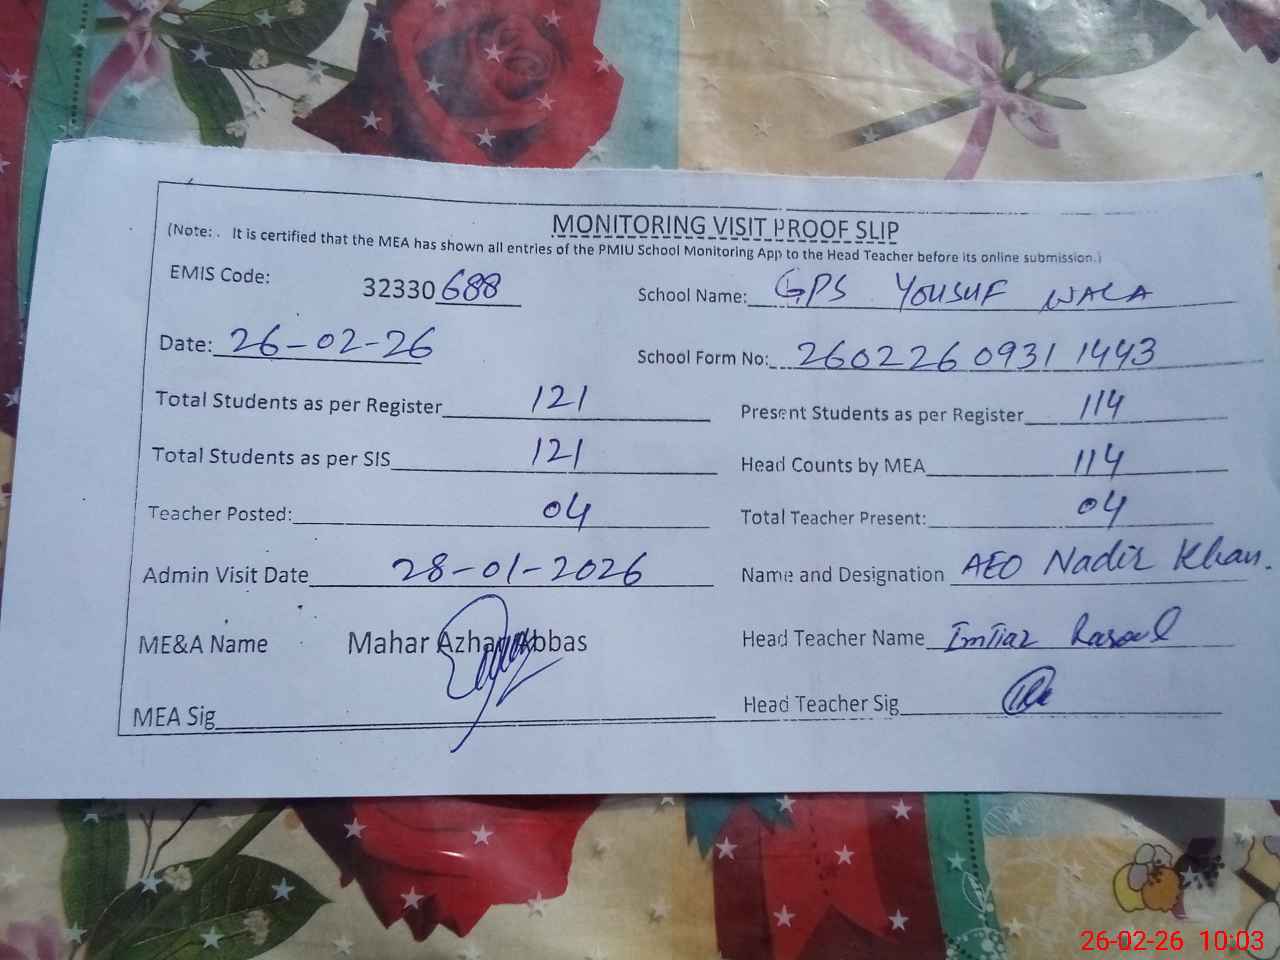 MONITORING VISIT PROOF SLIP
(Note: . It is certified that the MEA has shown all entries of the PMIU School Monitoring App to the Head Teacher before its online submission.)
EMIS Code: 32330688 School Name: GPS YOUSUF WALA
Date: 26-02-26 School Form No: 26022609311443
Total Students as per Register 121 Present Students as per Register 114
Total Students as per SIS 121 Head Counts by MEA 114
Teacher Posted: 04 Total Teacher Present: 04
Admin Visit Date 28-01-2026 Name and Designation AEO Nadir Khan.
ME&A Name Mahar Azhar Abbas Head Teacher Name Imtiaz Rasool
MEA Sig Head Teacher Sig
26-02-26 10:03